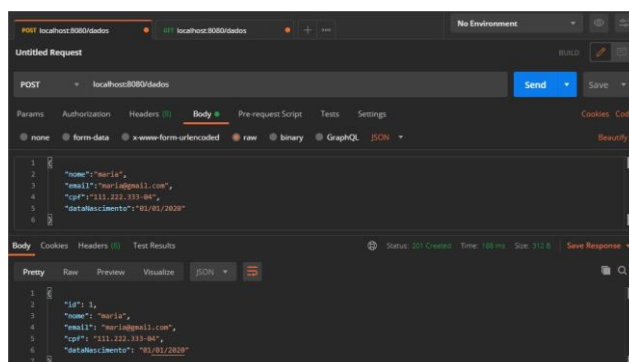 POST localhost:8080/dados GET localhost:8080/dados + No Environment
Untitled Request BUILD
POST localhost:8080/dados Send Save
Params Authorization Headers (8) Body Pre-request Script Tests Settings Cookies Cod
none form-data x-www-form-urlencoded raw binary GraphQL JSON Beautify
1 {
2 "nome":"maria",
3 "email":"maria@gmail.com",
4 "cpf":"111.222.333-04",
5 "dataNascimento":"01/01/2020"
6 }
Body Cookies Headers (6) Test Results Status: 201 Created Time: 188 ms Size: 312 B Save Response
Pretty Raw Preview Visualize JSON
1 {
2 "id": 1,
3 "nome": "maria",
4 "email": "maria@gmail.com",
5 "cpf": "111.222.333-04",
6 "dataNascimento": "01/01/2020"
7 }